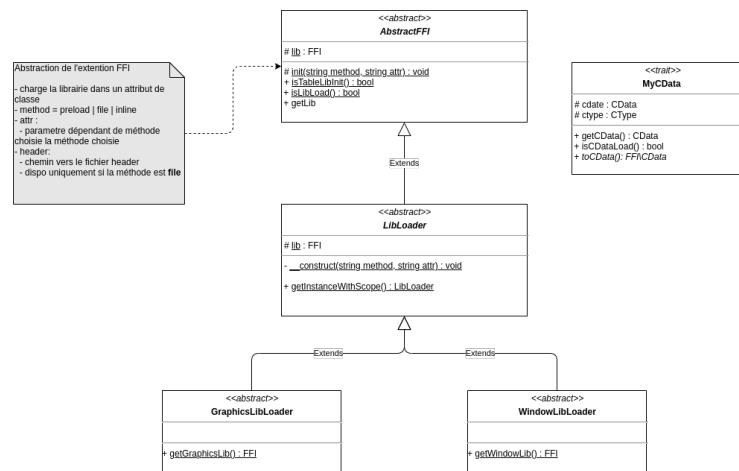 <<abstract>>
AbstractFFI
# lib : FFI
# init(string method, string attr) : void
+ isTableLibInit() : bool
+ isLibLoad() : bool
+ getLib
Abstraction de l'extention FFI
- charge la librairie dans un attribut de
classe
- method = preload | file | inline
- attr :
- parametre dépendant de méthode
choisie la méthode choisie
- header:
- chemin vers le fichier header
- dispo uniquement si la méthode est file
<<trait>>
MyCData
# cdate : CData
# ctype : CType
+ getCData() : CData
+ isCDataLoad() : bool
+ toCData(): FFI\CData
Extends
<<abstract>>
LibLoader
# lib : FFI
- __construct(string method, string attr) : void
+ getInstanceWithScope() : LibLoader
Extends
Extends
<<abstract>>
GraphicsLibLoader
+ getGraphicsLib() : FFI
<<abstract>>
WindowLibLoader
+ getWindowLib() : FFI